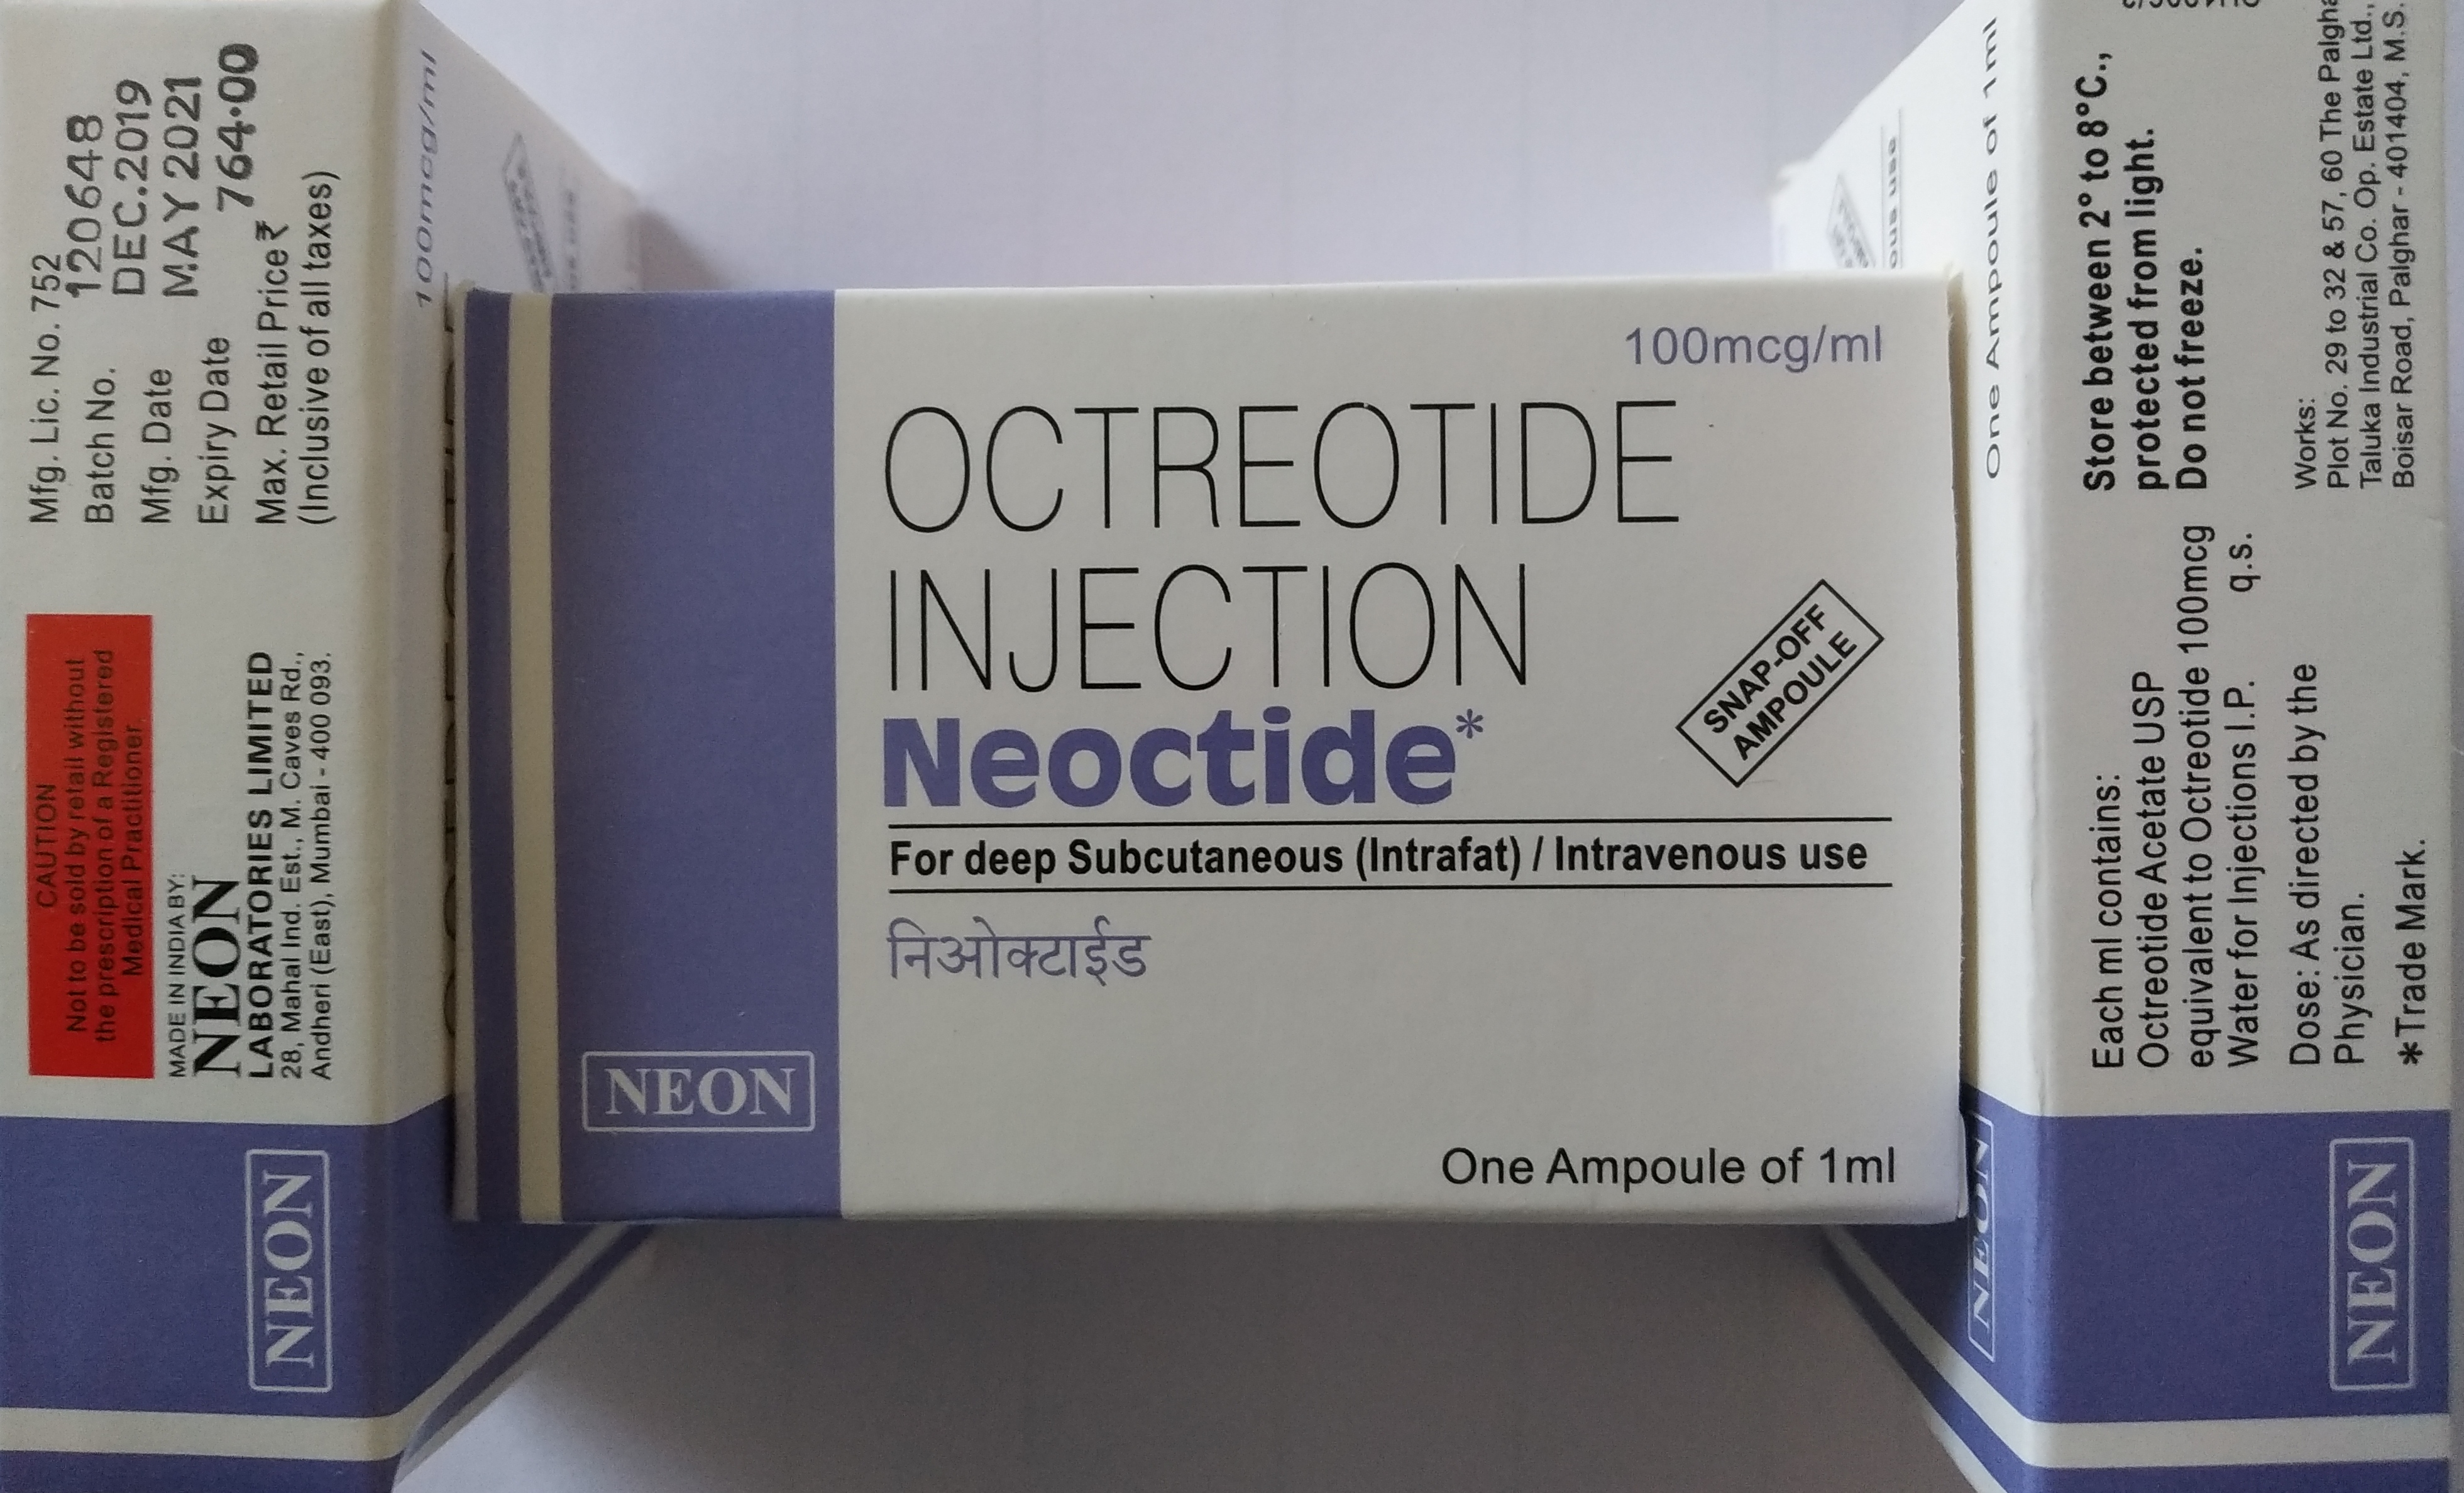 Mfg. Lic. No. 752
Batch No. 120648
Mfg. Date DEC.2019
Expiry Date MAY 2021
Max. Retail Price ₹ 764·00
(Inclusive of all taxes)
CAUTION
Not to be sold by retail without
the prescription of a Registered
Medical Practitioner
MADE IN INDIA BY:
NEON
LABORATORIES LIMITED
28, Mahal Ind. Est., M. Caves Rd.,
Andheri (East), Mumbai - 400 093.
NEON
100mcg/ml
100mcg/ml
OCTREOTIDE
INJECTION
Neoctide*
SNAP-OFF
AMPOULE
For deep Subcutaneous (Intrafat) / Intravenous use
निओक्टाईड
NEON
One Ampoule of 1ml
One Ampoule of 1ml
NEON
Each ml contains:
Octreotide Acetate USP
equivalent to Octreotide 100mcg
Water for Injections I.P. q.s.
Dose: As directed by the
Physician.
*Trade Mark.
Store between 2° to 8°C.,
protected from light.
Do not freeze.
Works:
Plot No. 29 to 32 & 57, 60 The
Taluka Industrial Co. Op. Estate Ltd.,
Boisar Road, Palghar - 401404, M.S.
NEON